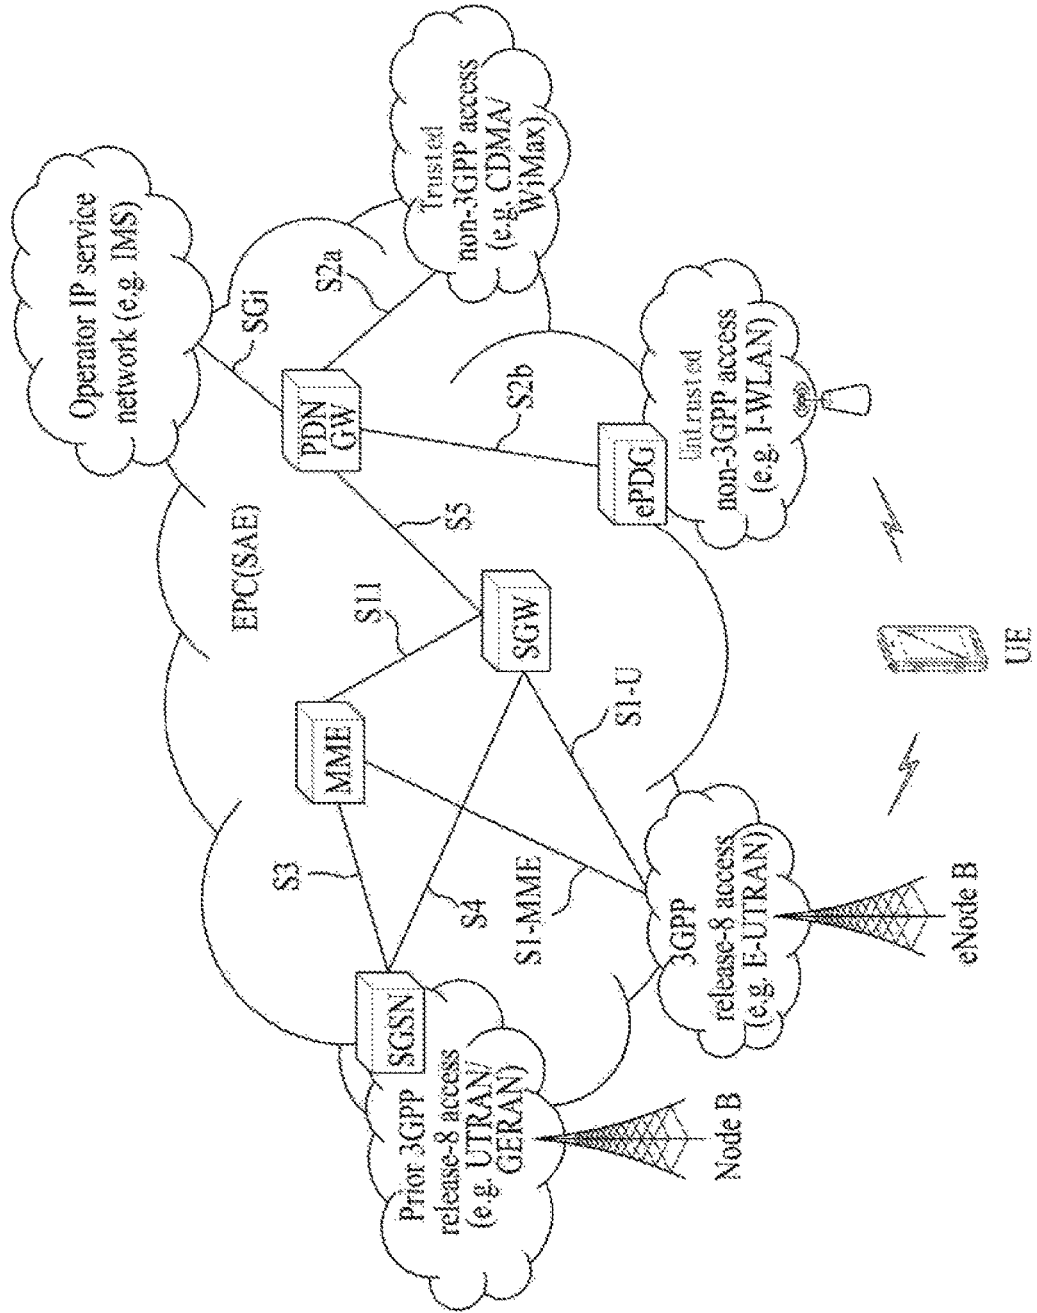 Operator IP service
network (e.g. IMS)
SGi
S2a
Trusted
non-3GPP access
(e.g. CDMA/
WiMax)
EPC(SAE)
PDN
GW
S5
S2b
S11
MME
SGW
ePDG
Untrusted
non-3GPP access
(e.g. I-WLAN)
S3
S4
S1-MME
S1-U
SGSN
Prior 3GPP
release-8 access
(e.g. UTRAN/
GERAN)
3GPP
release-8 access
(e.g. E-UTRAN)
Node B
eNode B
UE